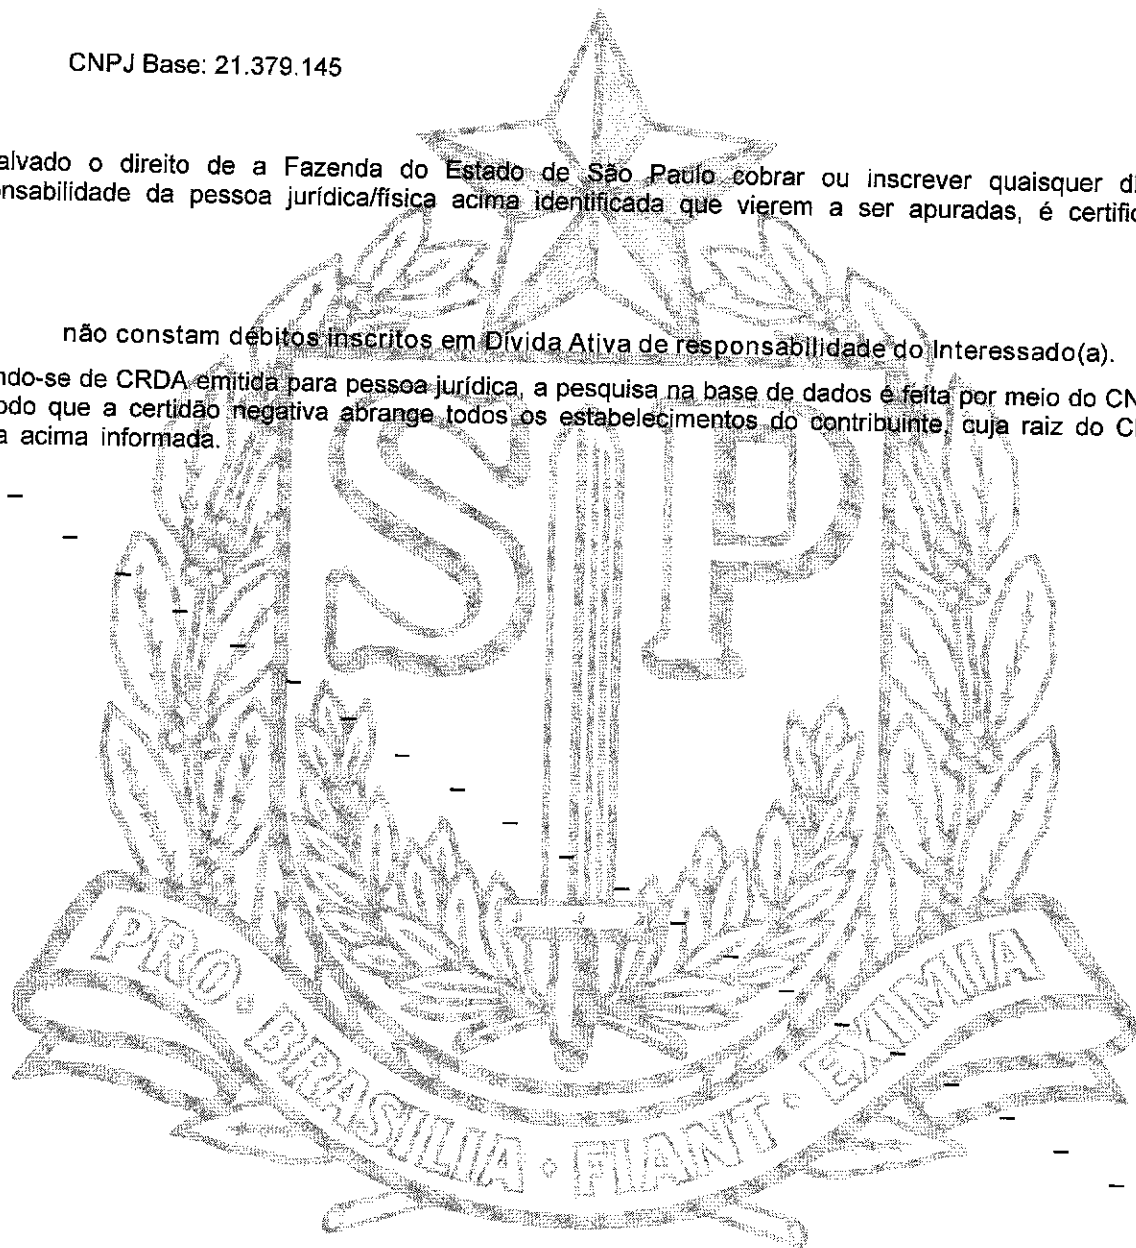 CNPJ Base: 21.379.145
alvado o direito de a Fazenda do Estado de São Paulo cobrar ou inscrever quaisquer d
onsabilidade da pessoa jurídica/física acima identificada que vierem a ser apuradas, é certific
não constam débitos inscritos em Dívida Ativa de responsabilidade do Interessado(a).
ndo-se de CRDA emitida para pessoa jurídica, a pesquisa na base de dados é feita por meio do CN
odo que a certidão negativa abrange todos os estabelecimentos do contribuinte, cuja raiz do C
a acima informada.
SP
PRO · BRASILIA · FIANT · EXIMIA